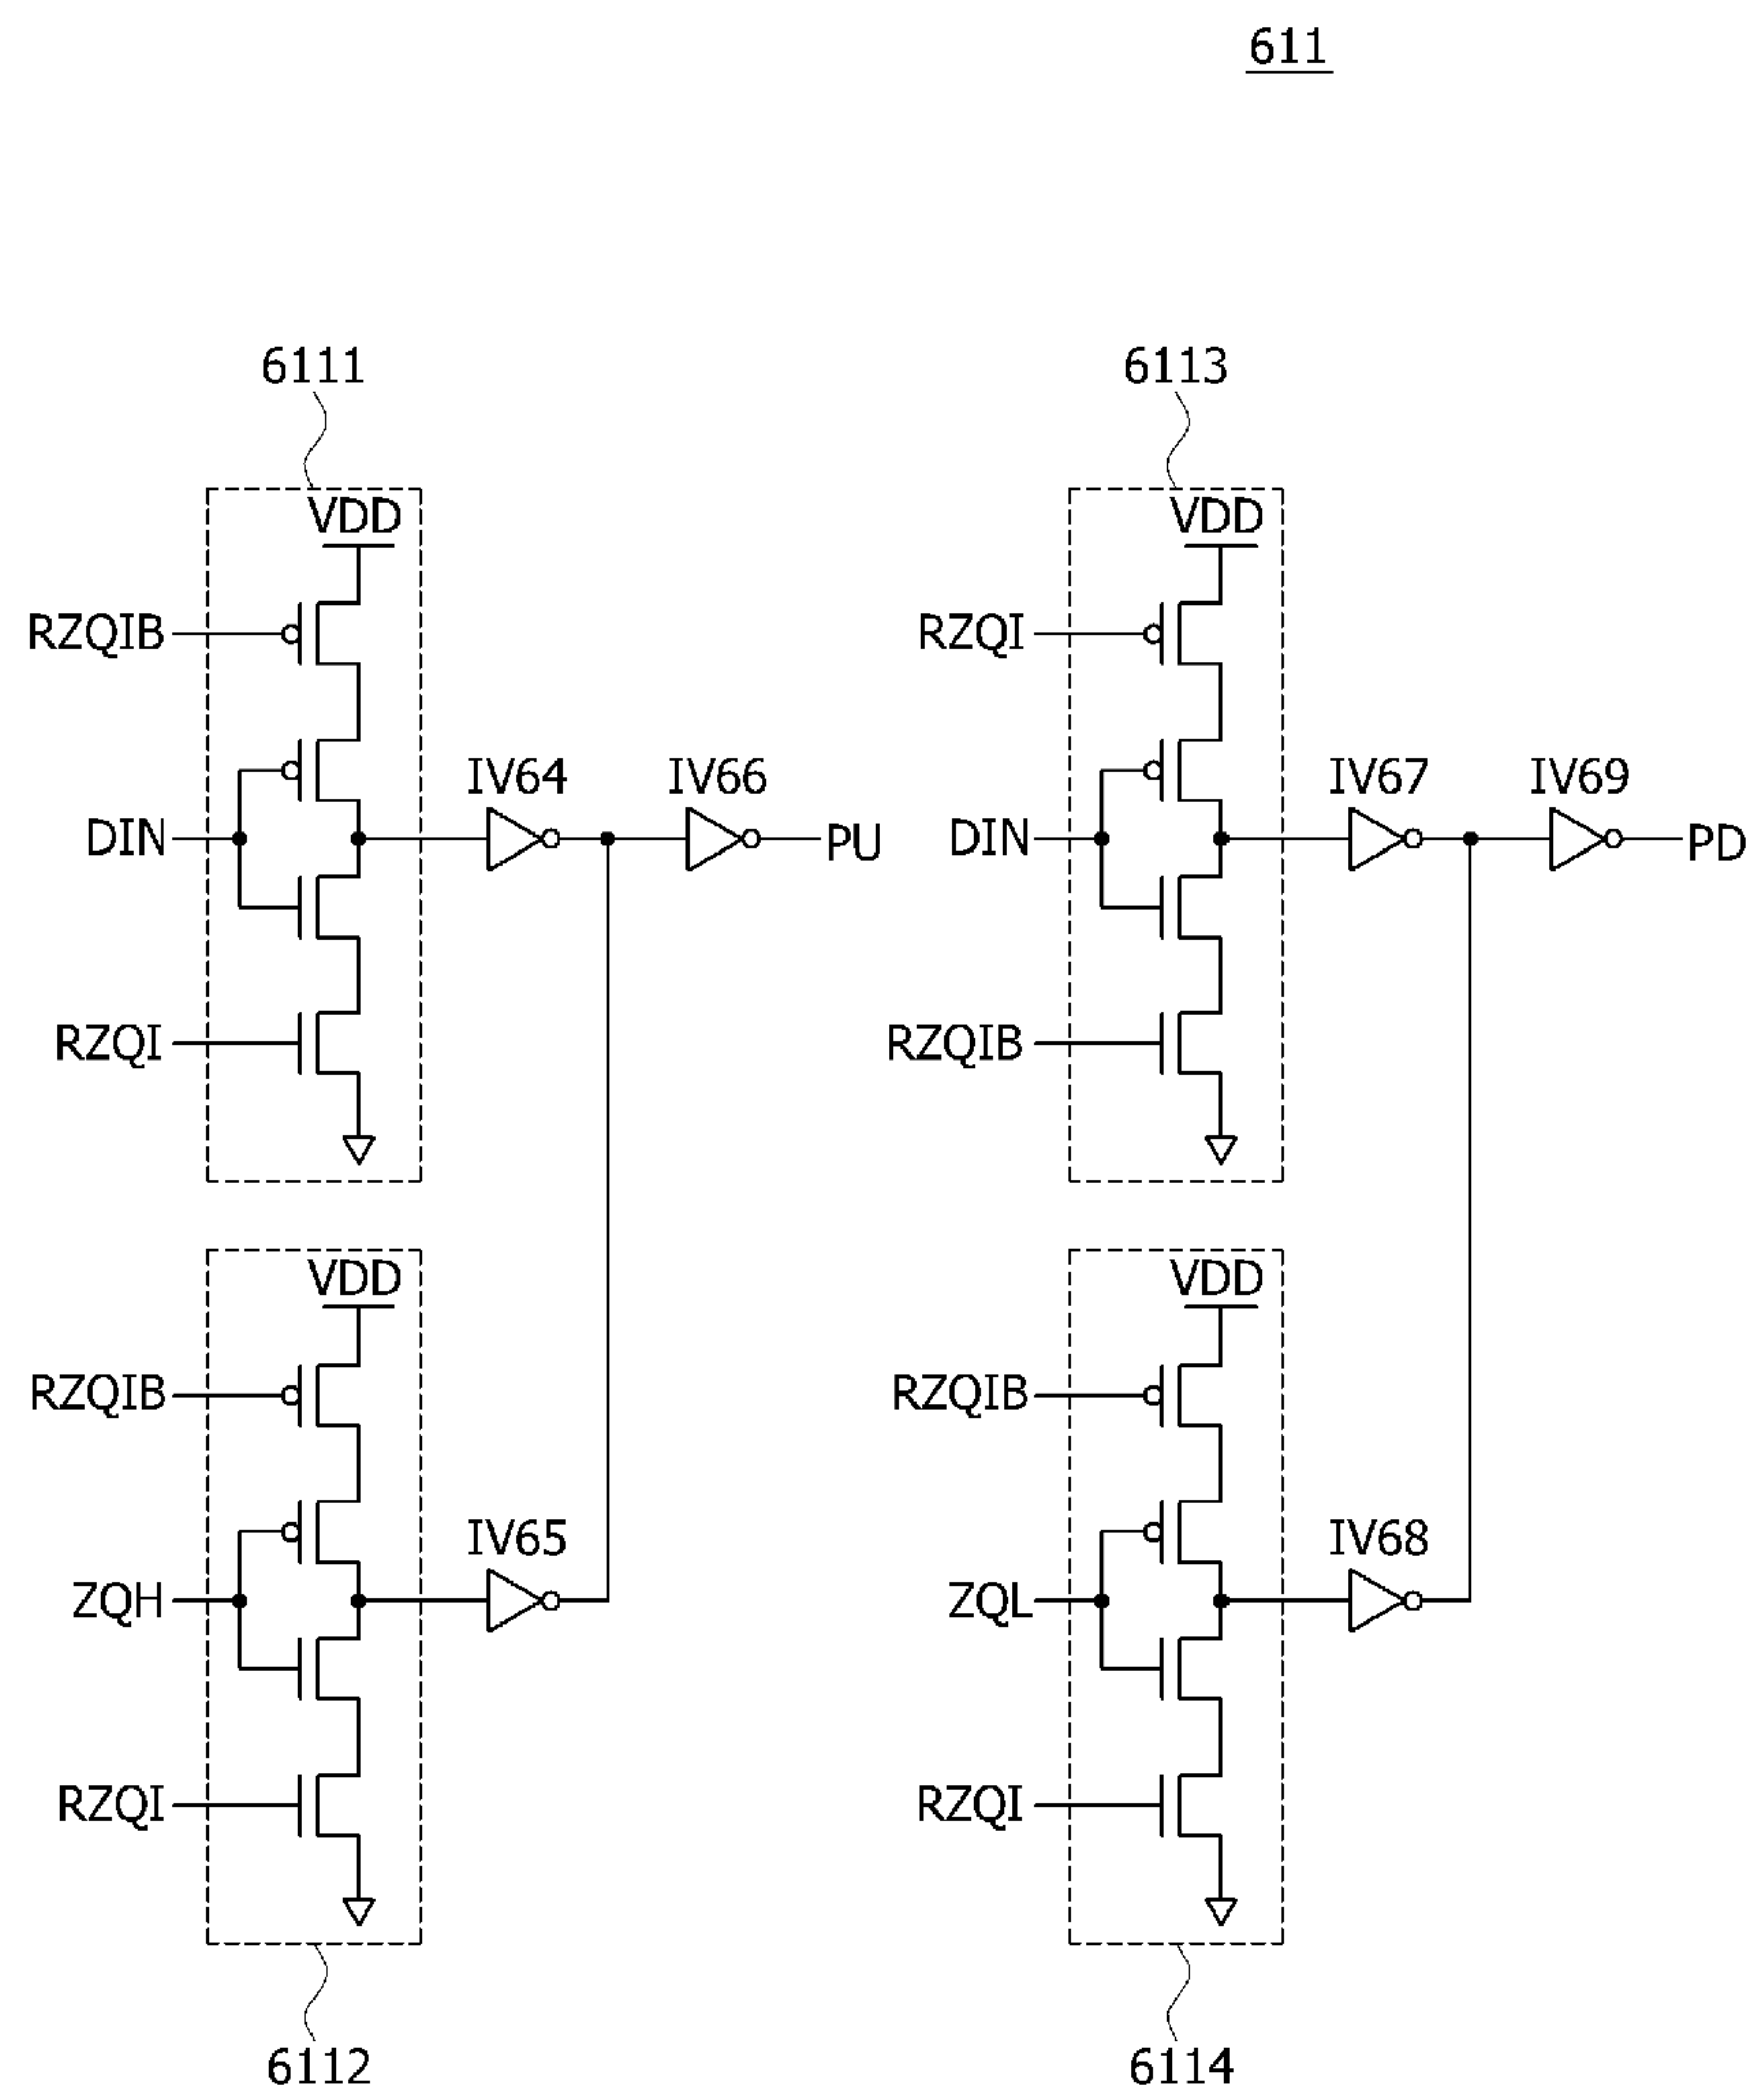 611
6111
6113
VDD
VDD
RZQIB
RZQI
IV64
IV66
IV67
IV69
DIN
PU
DIN
PD
RZQI
RZQIB
VDD
VDD
RZQIB
RZQIB
IV65
IV68
ZQH
ZQL
RZQI
RZQI
6112
6114